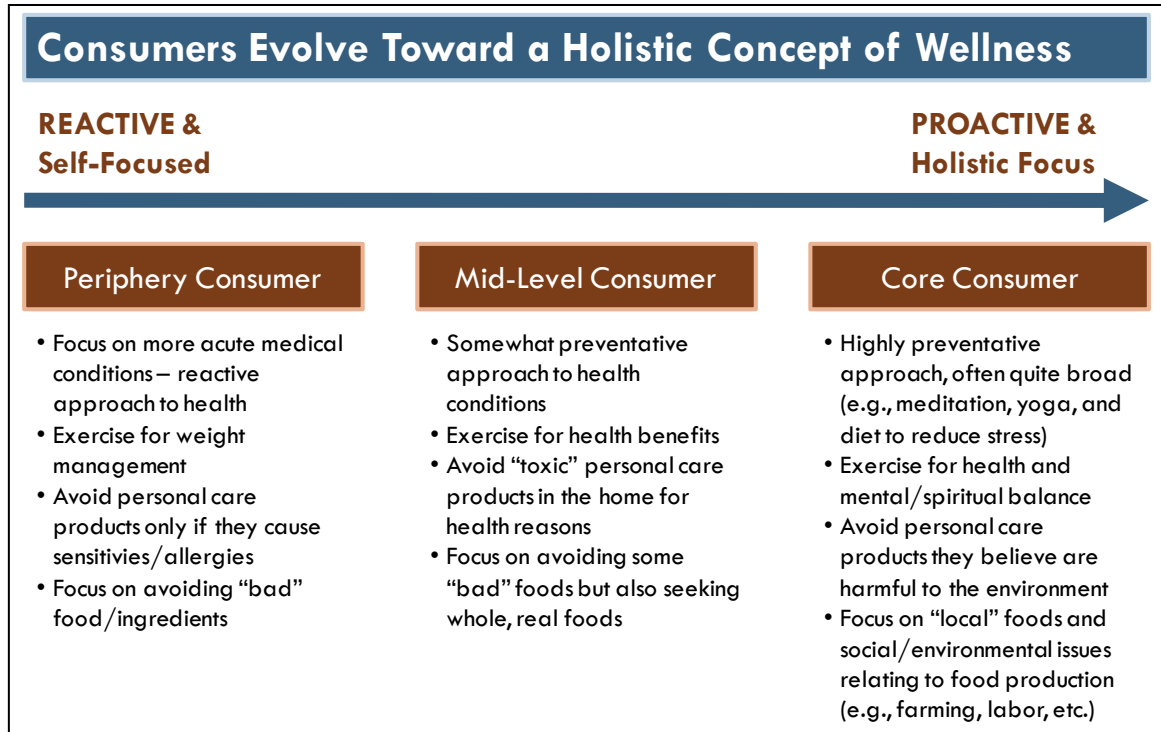 Consumers Evolve Toward a Holistic Concept of Wellness
REACTIVE &
Self-Focused
PROACTIVE &
Holistic Focus
Periphery Consumer
• Focus on more acute medical
conditions – reactive
approach to health
• Exercise for weight
management
• Avoid personal care
products only if they cause
sensitivies/allergies
• Focus on avoiding “bad”
food/ingredients
Mid-Level Consumer
• Somewhat preventative
approach to health
conditions
• Exercise for health benefits
• Avoid “toxic” personal care
products in the home for
health reasons
• Focus on avoiding some
“bad” foods but also seeking
whole, real foods
Core Consumer
• Highly preventative
approach, often quite broad
(e.g., meditation, yoga, and
diet to reduce stress)
• Exercise for health and
mental/spiritual balance
• Avoid personal care
products they believe are
harmful to the environment
• Focus on “local” foods and
social/environmental issues
relating to food production
(e.g., farming, labor, etc.)